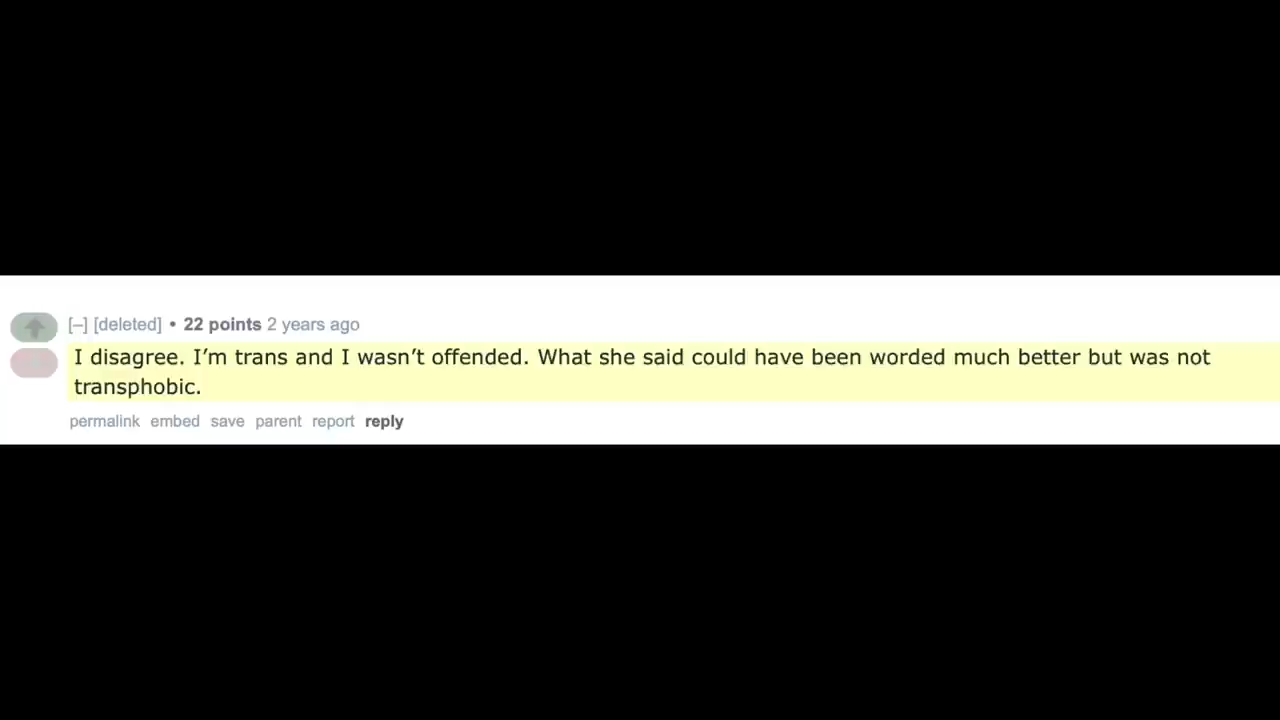 [–] [deleted] • 22 points 2 years ago
I disagree. I’m trans and I wasn’t offended. What she said could have been worded much better but was not
transphobic.
permalink embed save parent report reply